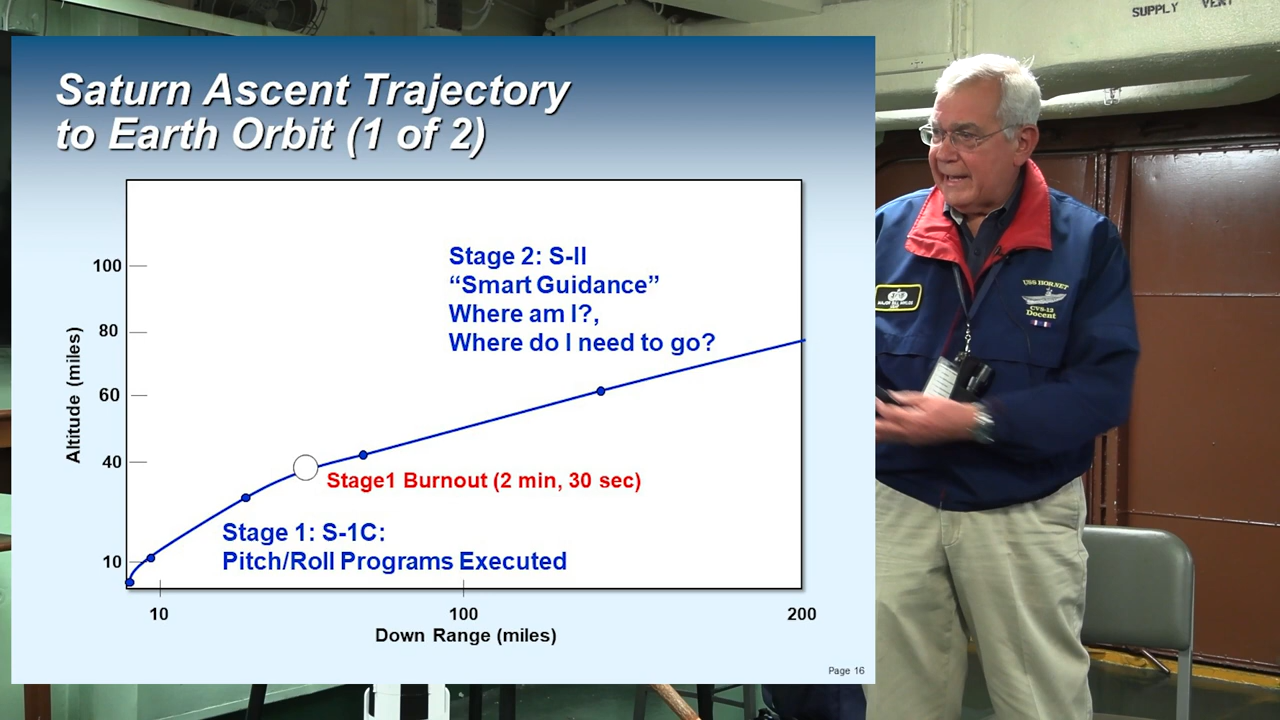 SUPPLY VENT
Saturn Ascent Trajectory
to Earth Orbit (1 of 2)
Altitude (miles)
100
80
60
40
10
Stage 2: S-II
“Smart Guidance”
Where am I?,
Where do I need to go?
Stage1 Burnout (2 min, 30 sec)
Stage 1: S-1C:
Pitch/Roll Programs Executed
10
100
200
Down Range (miles)
Page 16
USS HORNET
CVS-12
Docent